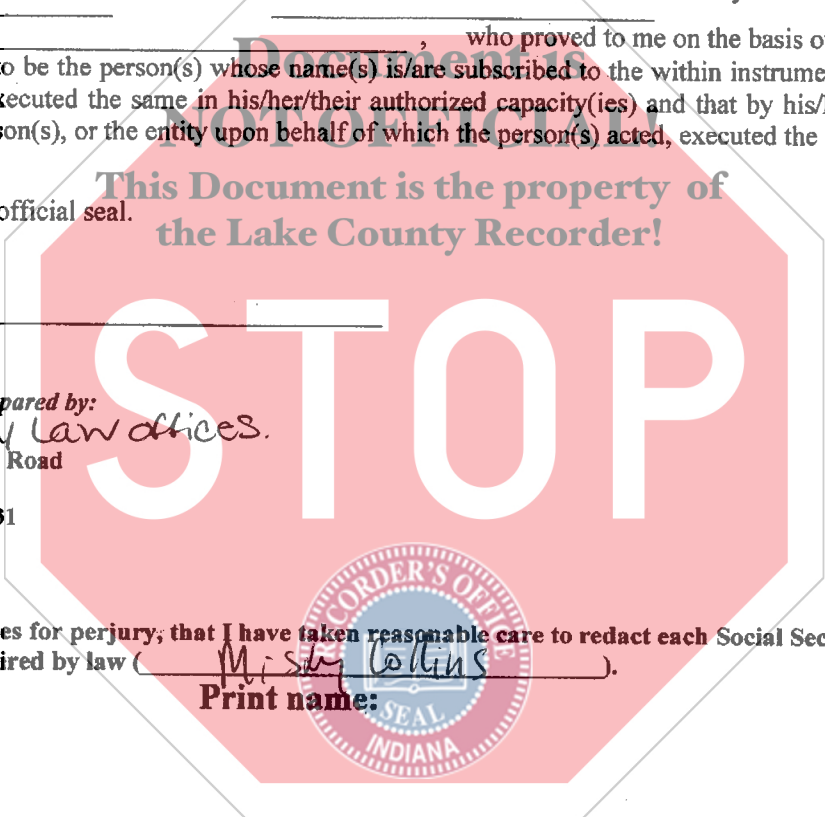 , who proved to me on the basis o
Document is
o be the person(s) whose name(s) is/are subscribed to the within instrume
xecuted the same in his/her/their authorized capacity(ies) and that by his/
NOT OFFICIAL!
son(s), or the entity upon behalf of which the person(s) acted, executed the
This Document is the property of
official seal.
the Lake County Recorder!
STOP
pared by:
y Law offices.
Road
31
RECORDER'S OFFICE
es for perjury, that I have taken reasonable care to redact each Social Sec
ired by law ( Misty Collins ).
Print name:
SEAL
INDIANA